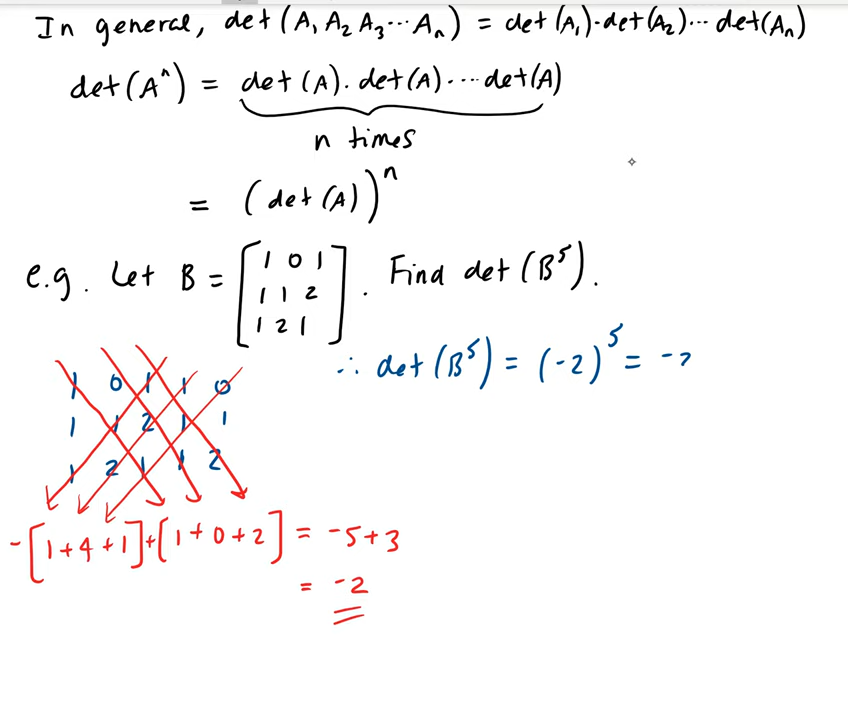 In general, det(A₁ A₂ A₃ ⋯ Aₙ) = det(A₁)·det(A₂)⋯ det(Aₙ)
det(Aⁿ) = det(A). det(A).⋯det(A)
n times
= (det(A))ⁿ
e.g. Let B = [1 0 1
1 1 2
1 2 1]. Find det(B⁵).
∴ det(B⁵) = (-2)⁵ = -
1 0 1 1 0
1 1 2 1 1
1 2 1 1 2
-[1+4+1]+[1+0+2] = -5+3
= -2